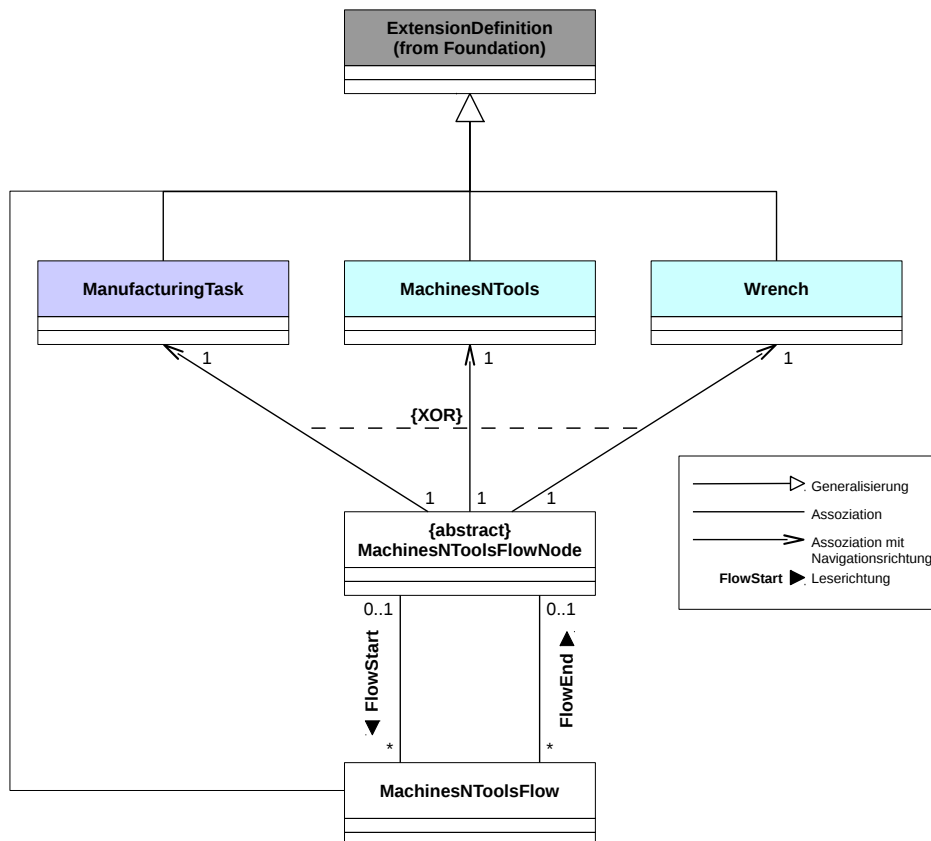 ExtensionDefinition
(from Foundation)
ManufacturingTask
MachinesNTools
Wrench
1
1
1
{XOR}
1
1
1
{abstract}
MachinesNToolsFlowNode
0..1
0..1
FlowStart
FlowEnd
*
*
MachinesNToolsFlow
Generalisierung
Assoziation
Assoziation mit
Navigationsrichtung
FlowStart ▶ Leserichtung